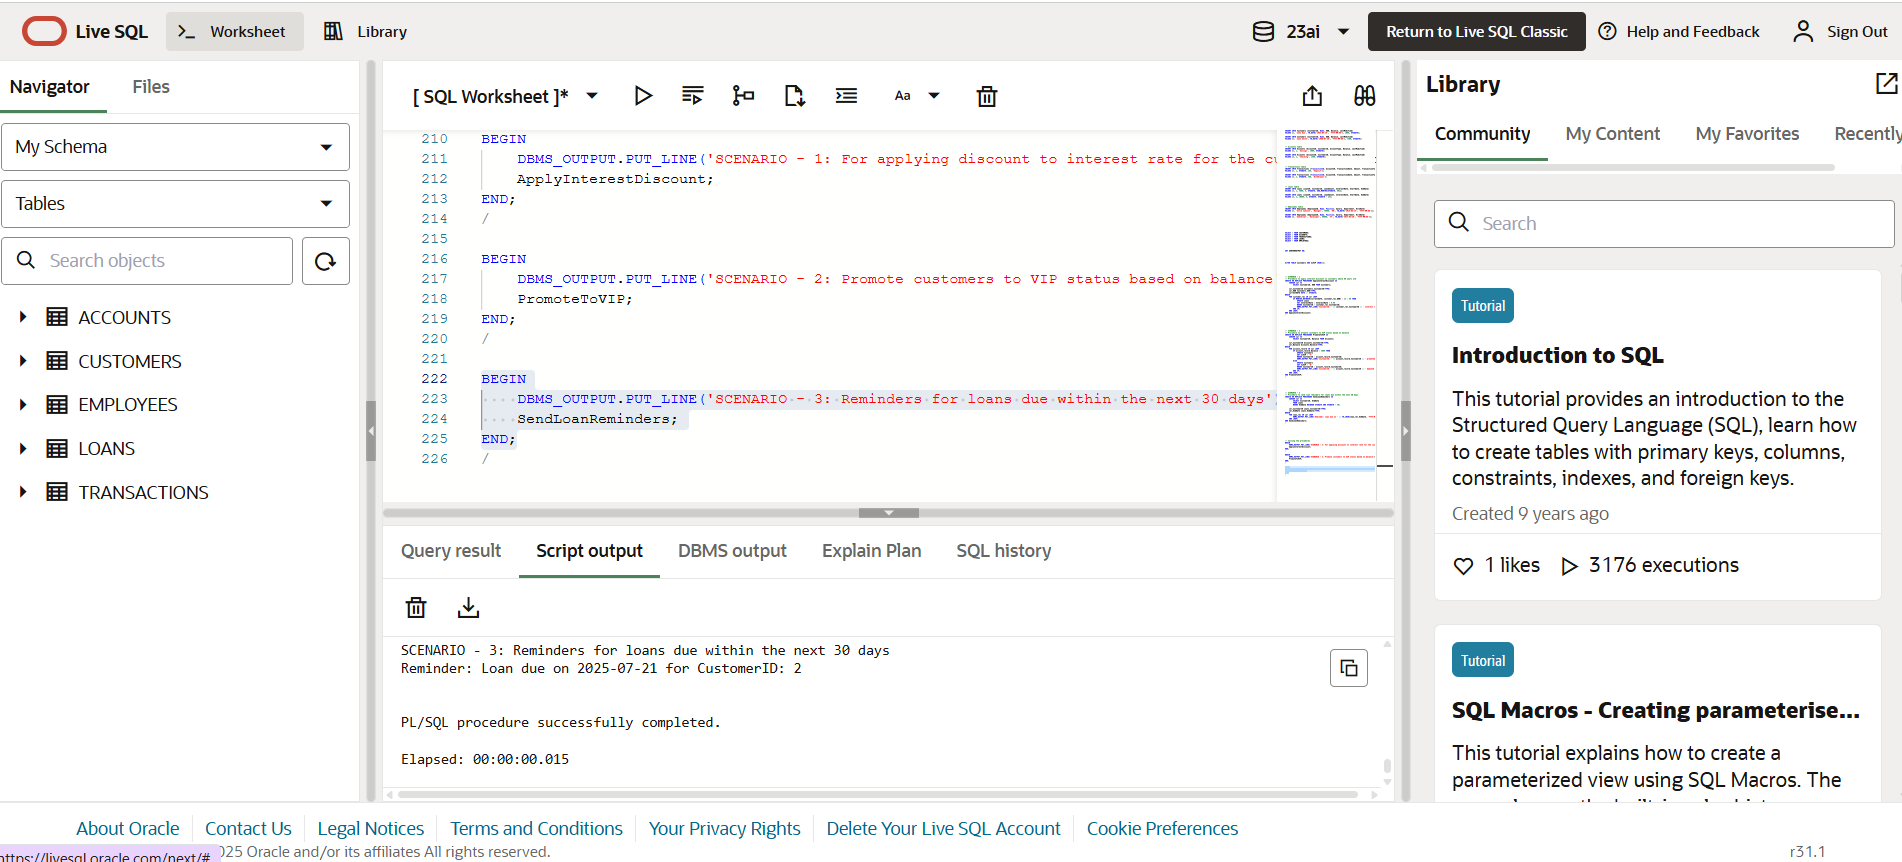 Live SQL
Worksheet
Library
23ai
Return to Live SQL Classic
Help and Feedback
Sign Out
Navigator
Files
My Schema
Tables
Search objects
ACCOUNTS
CUSTOMERS
EMPLOYEES
LOANS
TRANSACTIONS
[ SQL Worksheet ]*
Aa
210 BEGIN
211 DBMS_OUTPUT.PUT_LINE('SCENARIO - 1: For applying discount to interest rate for the
212 ApplyInterestDiscount;
213 END;
214 /
215
216 BEGIN
217 DBMS_OUTPUT.PUT_LINE('SCENARIO - 2: Promote customers to VIP status based on balance
218 PromoteToVIP;
219 END;
220 /
221
222 BEGIN
223 DBMS_OUTPUT.PUT_LINE('SCENARIO - 3: Reminders for loans due within the next 30 days'
224 SendLoanReminders;
225 END;
226 /
Query result
Script output
DBMS output
Explain Plan
SQL history
SCENARIO - 3: Reminders for loans due within the next 30 days
Reminder: Loan due on 2025-07-21 for CustomerID: 2
PL/SQL procedure successfully completed.
Elapsed: 00:00:00.015
Library
Community
My Content
My Favorites
Recently
Search
Tutorial
Introduction to SQL
This tutorial provides an introduction to the
Structured Query Language (SQL), learn how
to create tables with primary keys, columns,
constraints, indexes, and foreign keys.
Created 9 years ago
1 likes
3176 executions
Tutorial
SQL Macros - Creating parameterise...
This tutorial explains how to create a
parameterized view using SQL Macros. The
About Oracle
Contact Us
Legal Notices
Terms and Conditions
Your Privacy Rights
Delete Your Live SQL Account
Cookie Preferences
https://livesql.oracle.com/next/#
025 Oracle and/or its affiliates All rights reserved.
r31.1